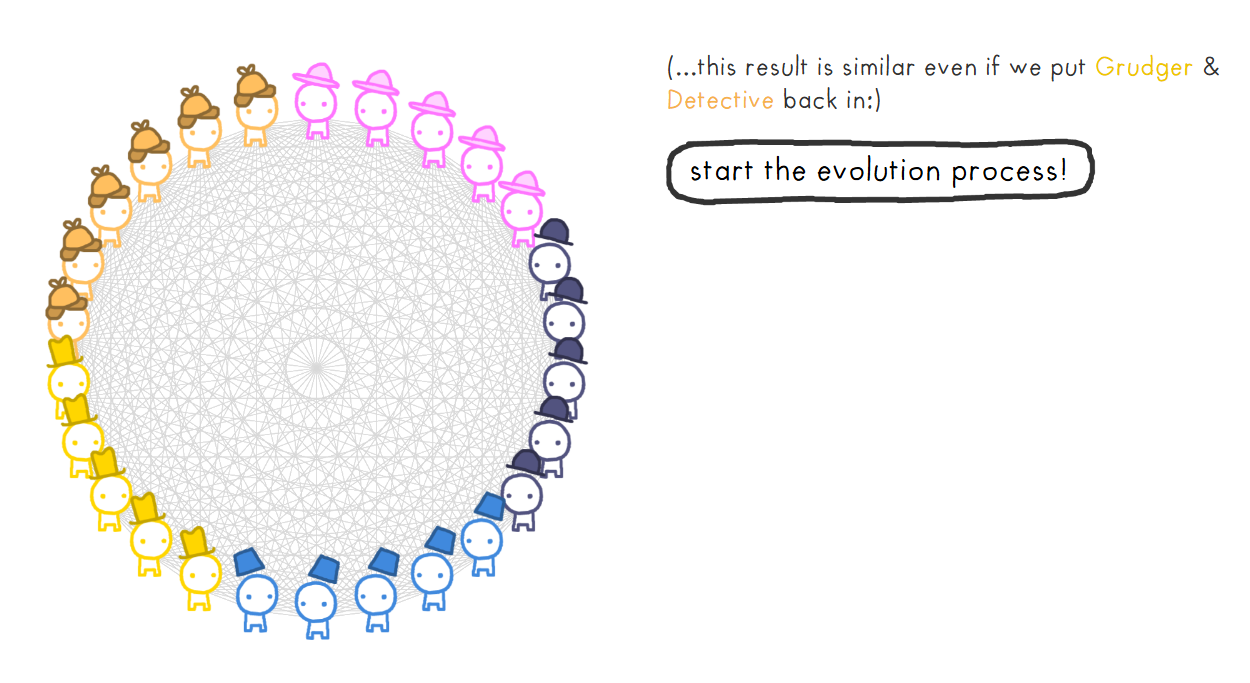 (...this result is similar even if we put Grudger &
Detective back in:)
start the evolution process!